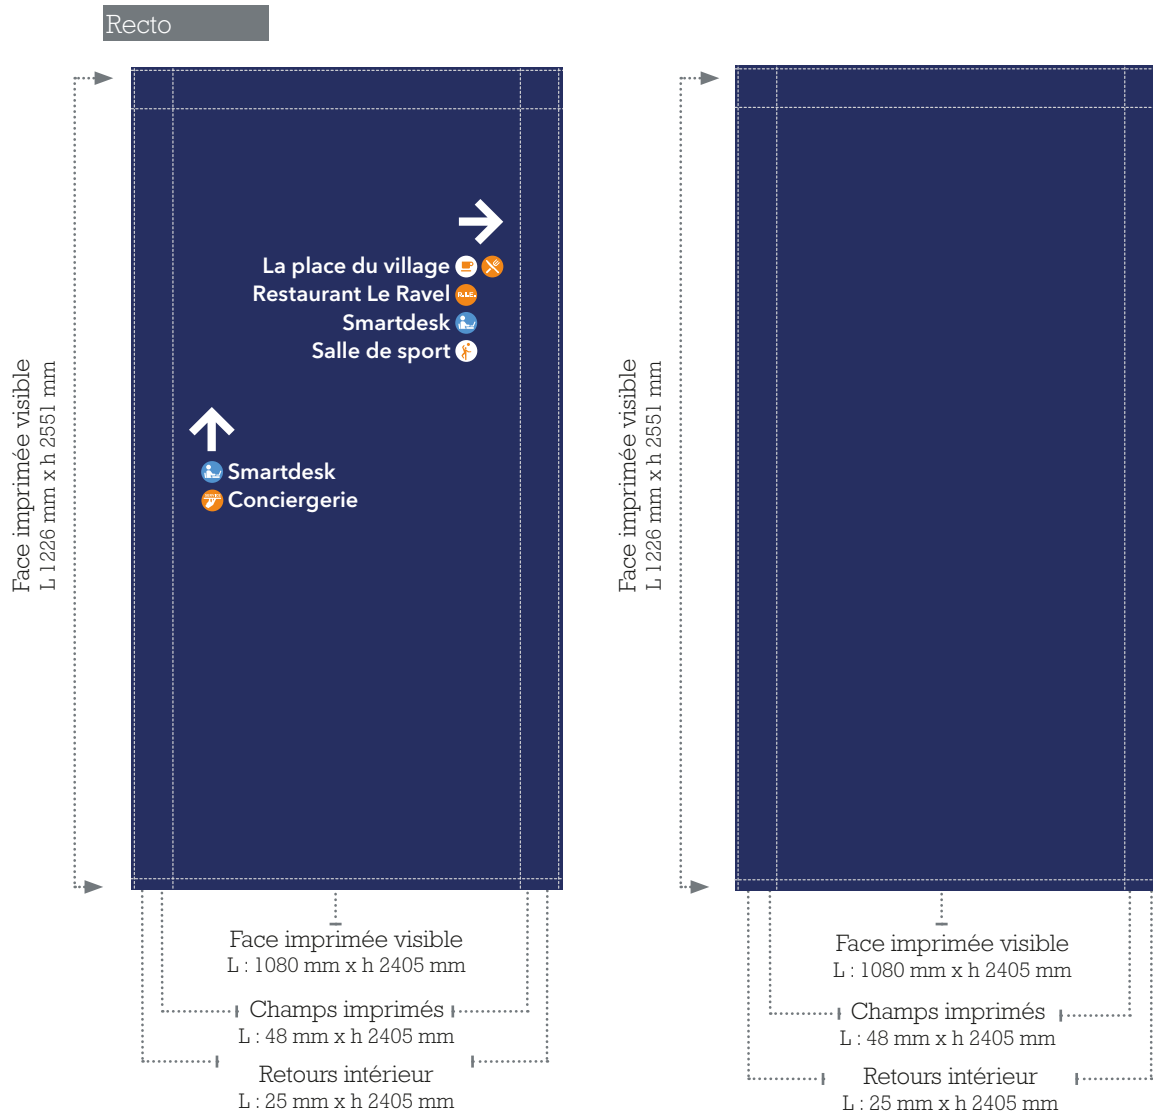 Recto
La place du village
Restaurant Le Ravel R.I.E.
Smartdesk
Salle de sport
Smartdesk
Conciergerie
Face imprimée visible
L 1226 mm x h 2551 mm
Face imprimée visible
L : 1080 mm x h 2405 mm
Champs imprimés
L : 48 mm x h 2405 mm
Retours intérieur
L : 25 mm x h 2405 mm
Face imprimée visible
L 1226 mm x h 2551 mm
Face imprimée visible
L : 1080 mm x h 2405 mm
Champs imprimés
L : 48 mm x h 2405 mm
Retours intérieur
L : 25 mm x h 2405 mm